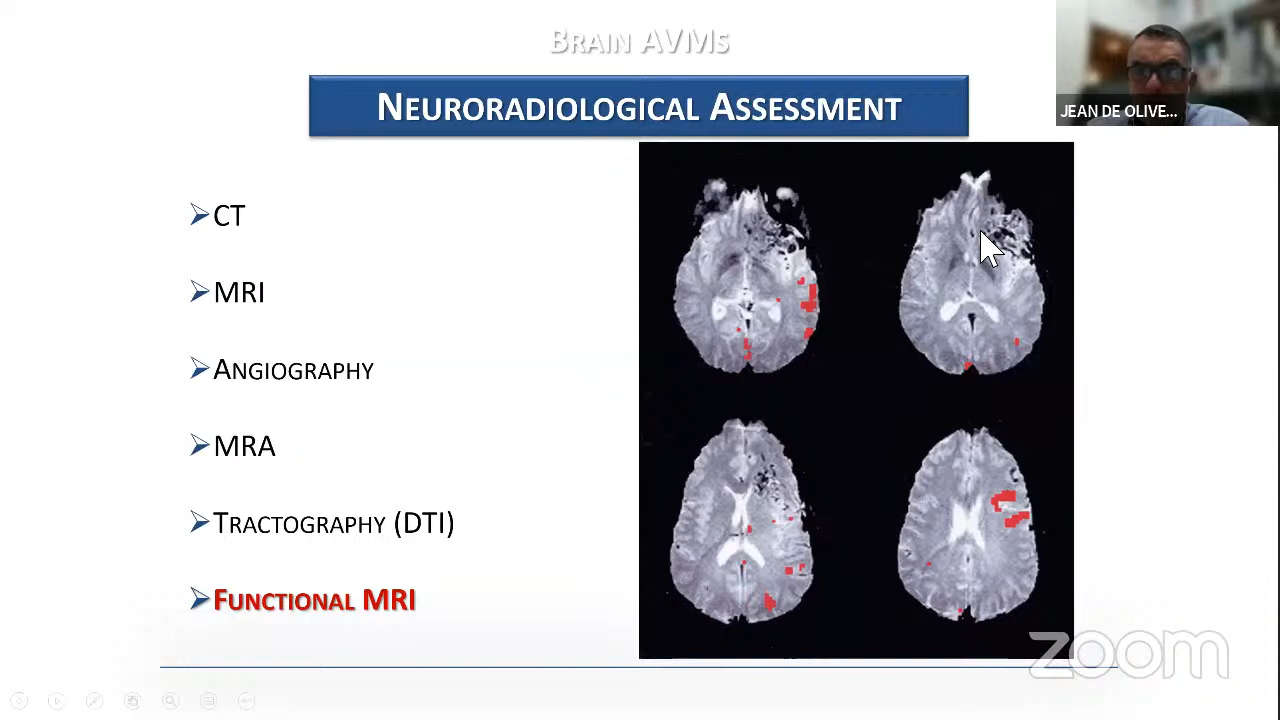 BRAIN AVMS
NEURORADIOLOGICAL ASSESSMENT
JEAN DE OLIVE...
CT
MRI
ANGIOGRAPHY
MRA
TRACTOGRAPHY (DTI)
FUNCTIONAL MRI
zoom